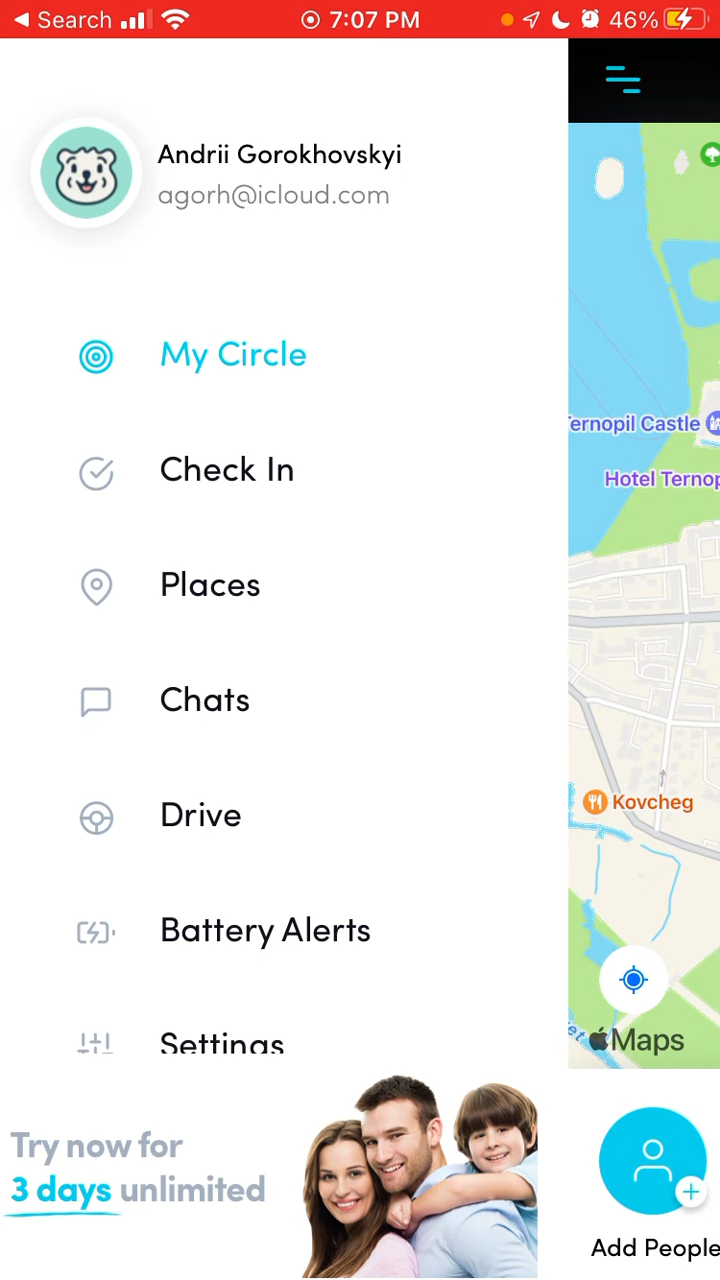 Search 7:07 PM 46%
Andrii Gorokhovskyi
agorh@icloud.com
My Circle
Check In
Places
Chats
Drive
Battery Alerts
Settings
Try now for
3 days unlimited
Ternopil Castle
Hotel Ternop
Kovcheg
Maps
Add People